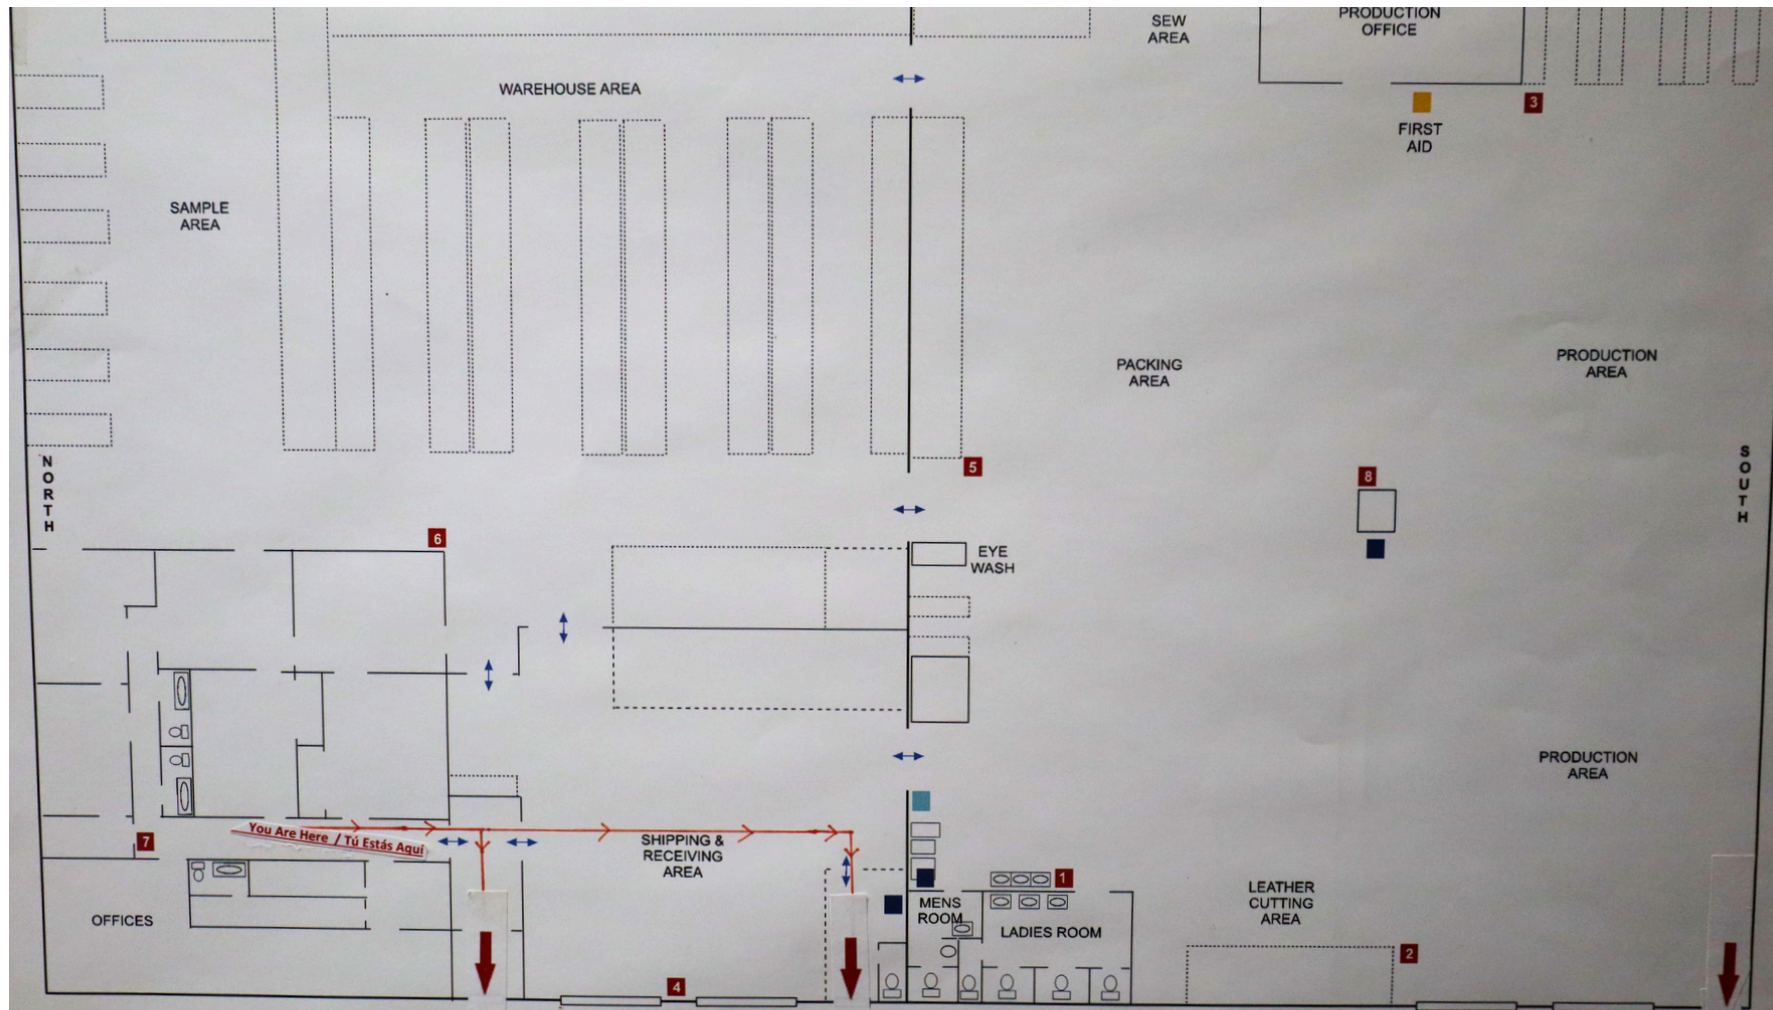 SEW
AREA
PRODUCTION
OFFICE
WAREHOUSE AREA
3
FIRST
AID
SAMPLE
AREA
PACKING
AREA
PRODUCTION
AREA
NORTH
SOUTH
5
8
6
EYE
WASH
PRODUCTION
AREA
You Are Here / Tú Estás Aquí
7
SHIPPING &
RECEIVING
AREA
1
OFFICES
MENS
ROOM
LADIES ROOM
LEATHER
CUTTING
AREA
2
4